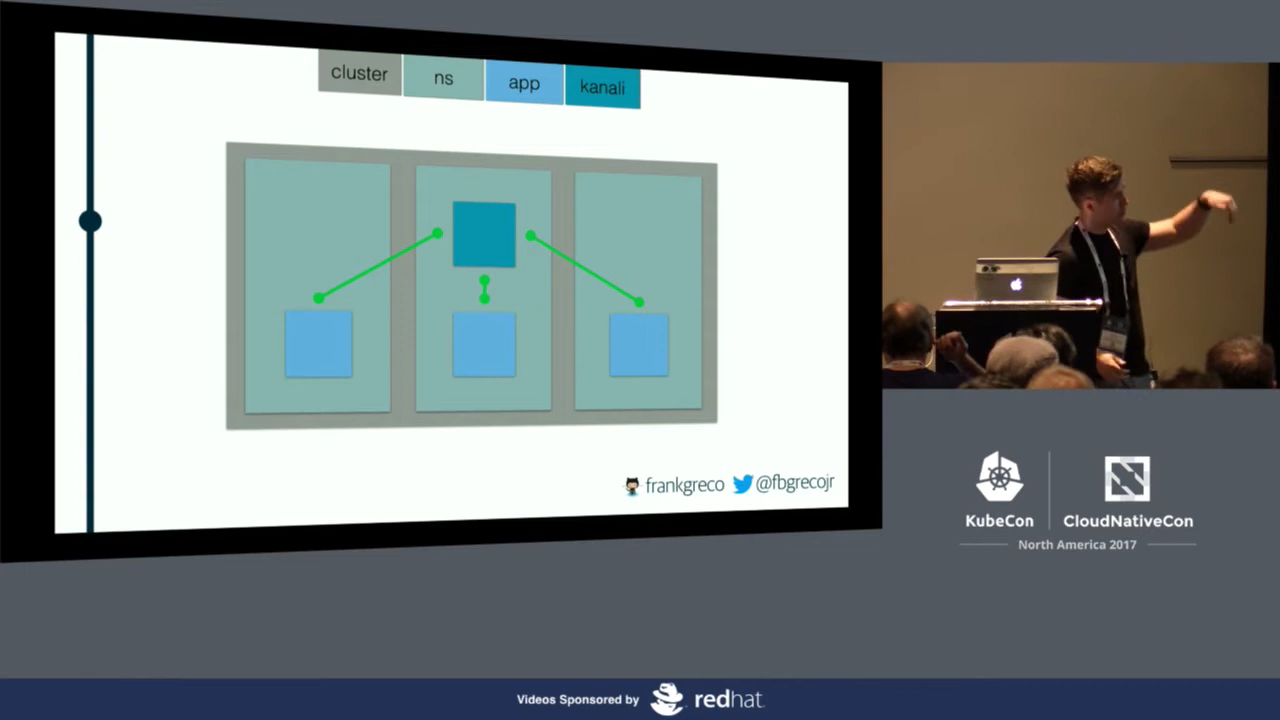 cluster
ns
app
kanali
frankgreco @fbgrecojr
KubeCon
CloudNativeCon
North America 2017
Videos Sponsored by redhat.